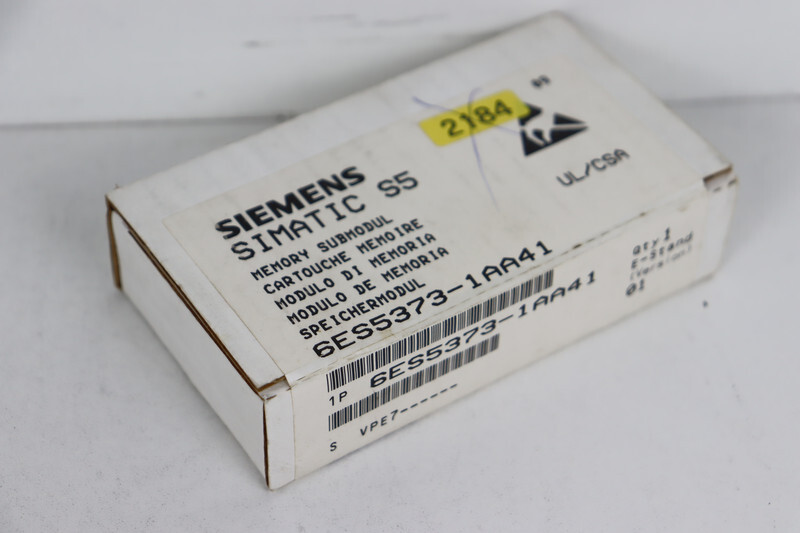 2184
89
SIEMENS
SIMATIC S5
UL/CSA
MEMORY SUBMODUL
CARTOUCHE MEMOIRE
MODULO DI MEMORIA
MODULO DE MEMORIA
SPEICHERMODUL
6ES5373-1AA41
Qty 1
E-Stand
(Version)
01
1P 6ES5373-1AA41
S VPE7------